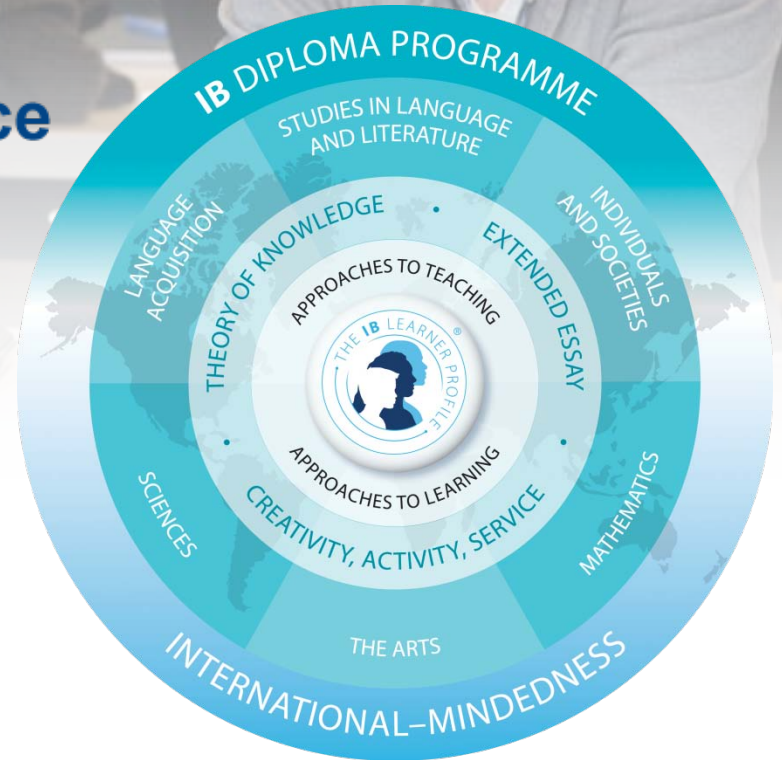 ce
IB DIPLOMA PROGRAMME
STUDIES IN LANGUAGE
AND LITERATURE
LANGUAGE
ACQUISITION
INDIVIDUALS
AND SOCIETIES
THEORY OF KNOWLEDGE
•
EXTENDED ESSAY
APPROACHES TO TEACHING
THE IB LEARNER PROFILE
®
APPROACHES TO LEARNING
•
•
CREATIVITY, ACTIVITY, SERVICE
SCIENCES
MATHEMATICS
THE ARTS
INTERNATIONAL–MINDEDNESS